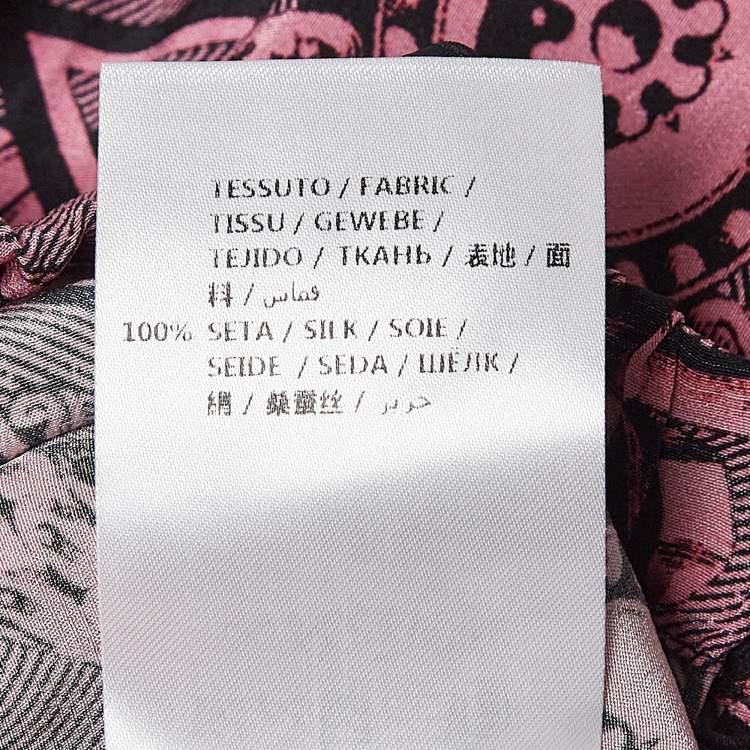 TESSUTO / FABRIC /
TISSU / GEWEBE /
TEJIDO / ТКАНЬ / 表地 / 面
料 / قماش
100% SETA / SILK / SOIE /
SEIDE / SEDA / ШЁЛК /
絹 / 桑蚕丝 / حرير